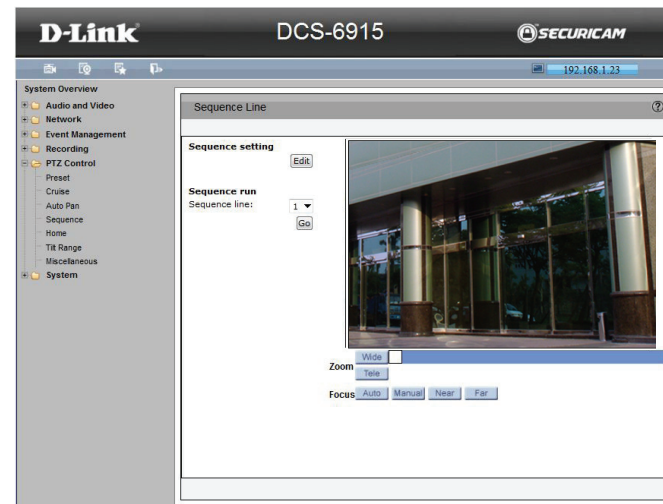 D-Link
DCS-6915
SECURICAM
192.168.1.23
System Overview
Audio and Video
Network
Event Management
Recording
PTZ Control
Preset
Cruise
Auto Pan
Sequence
Home
Tilt Range
Miscellaneous
System
Sequence Line
Sequence setting
Edit
Sequence run
Sequence line:
1
Go
Zoom
Wide
Tele
Focus
Auto
Manual
Near
Far